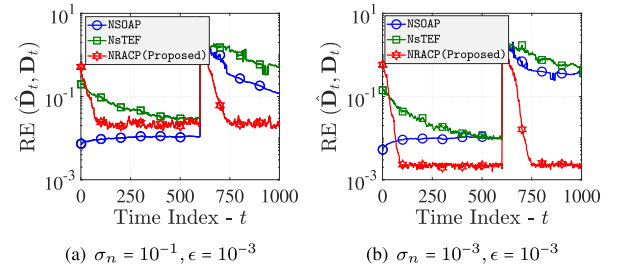 10^1
NSOAP
NsTEF
NRACP(Proposed)
10^-1
10^-3
RE (D̂_t, D_t)
0 250 500 750 1000
Time Index - t
(a) σ_n = 10^-1, ϵ = 10^-3
10^1
NSOAP
NsTEF
NRACP(Proposed)
10^-1
10^-3
RE (D̂_t, D_t)
0 250 500 750 1000
Time Index - t
(b) σ_n = 10^-3, ϵ = 10^-3